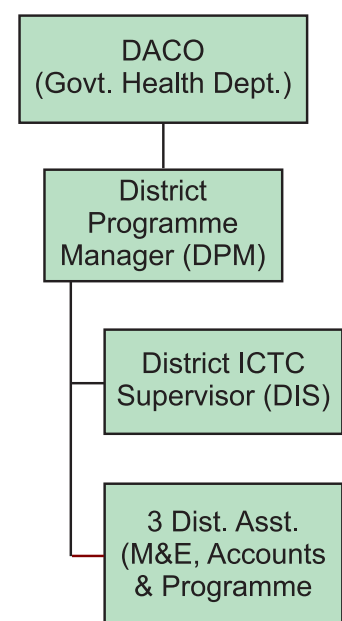 DACO
(Govt. Health Dept.)
District
Programme
Manager (DPM)
District ICTC
Supervisor (DIS)
3 Dist. Asst.
(M&E, Accounts
& Programme